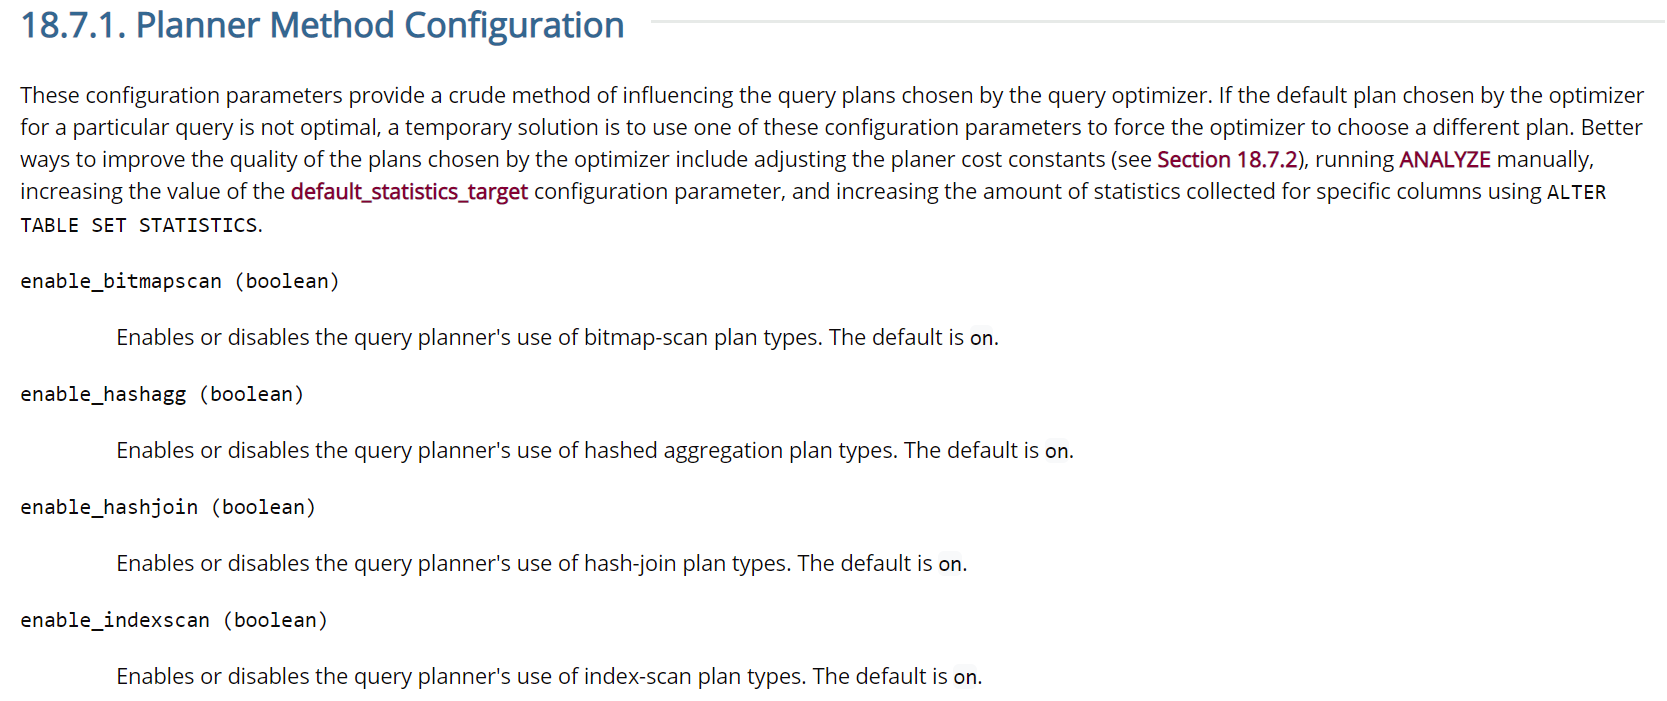 18.7.1. Planner Method Configuration
These configuration parameters provide a crude method of influencing the query plans chosen by the query optimizer. If the default plan chosen by the optimizer
for a particular query is not optimal, a temporary solution is to use one of these configuration parameters to force the optimizer to choose a different plan. Better
ways to improve the quality of the plans chosen by the optimizer include adjusting the planer cost constants (see Section 18.7.2), running ANALYZE manually,
increasing the value of the default_statistics_target configuration parameter, and increasing the amount of statistics collected for specific columns using ALTER
TABLE SET STATISTICS.
enable_bitmapscan (boolean)
Enables or disables the query planner's use of bitmap-scan plan types. The default is on.
enable_hashagg (boolean)
Enables or disables the query planner's use of hashed aggregation plan types. The default is on.
enable_hashjoin (boolean)
Enables or disables the query planner's use of hash-join plan types. The default is on.
enable_indexscan (boolean)
Enables or disables the query planner's use of index-scan plan types. The default is on.